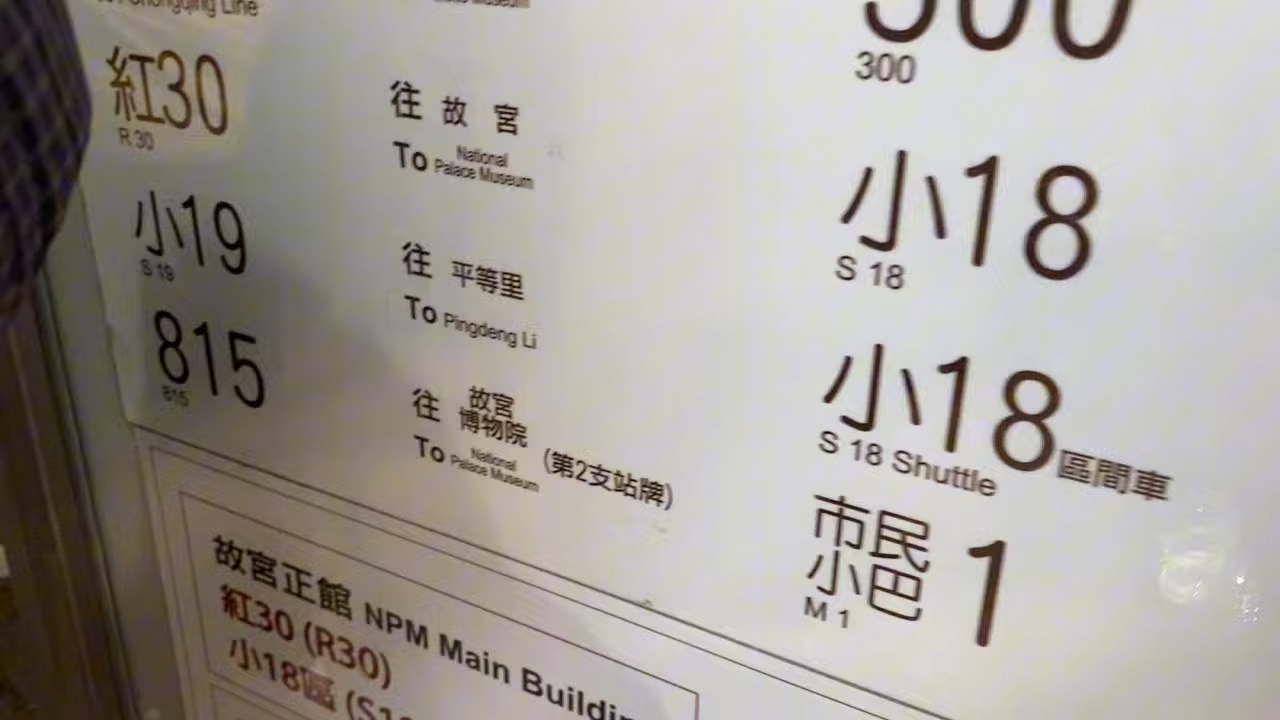 Chongqing Line
紅30
R 30
往 故 宮
To National Palace Museum
小19
S 19
往 平等里
To Pingdeng Li
815
815
往 故宮博物院 (第2支站牌)
To National Palace Museum
300
300
小18
S 18
小18 區間車
S 18 Shuttle
市民小巴 1
M 1
故宮正館 NPM Main
紅30 (R30)
小18區